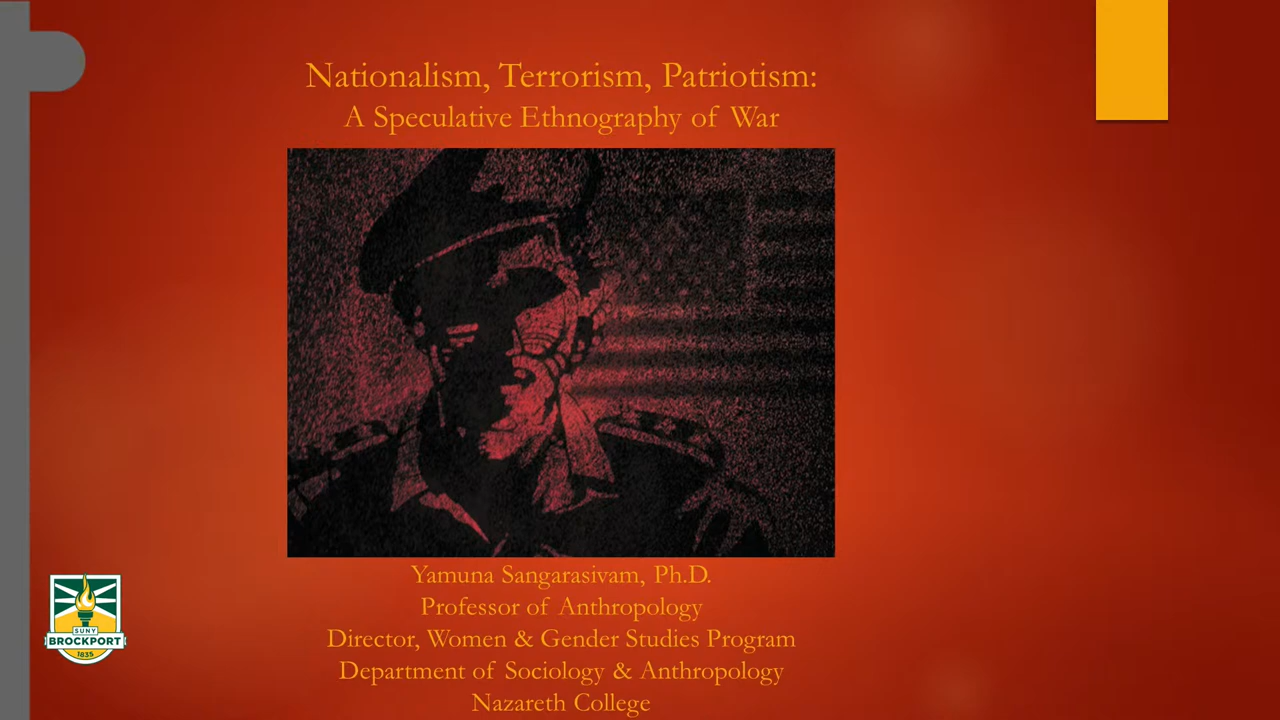 Nationalism, Terrorism, Patriotism:
A Speculative Ethnography of War
Yamuna Sangarasivam, Ph.D.
Professor of Anthropology
Director, Women & Gender Studies Program
Department of Sociology & Anthropology
Nazareth College
SUNY
BROCKPORT
1835